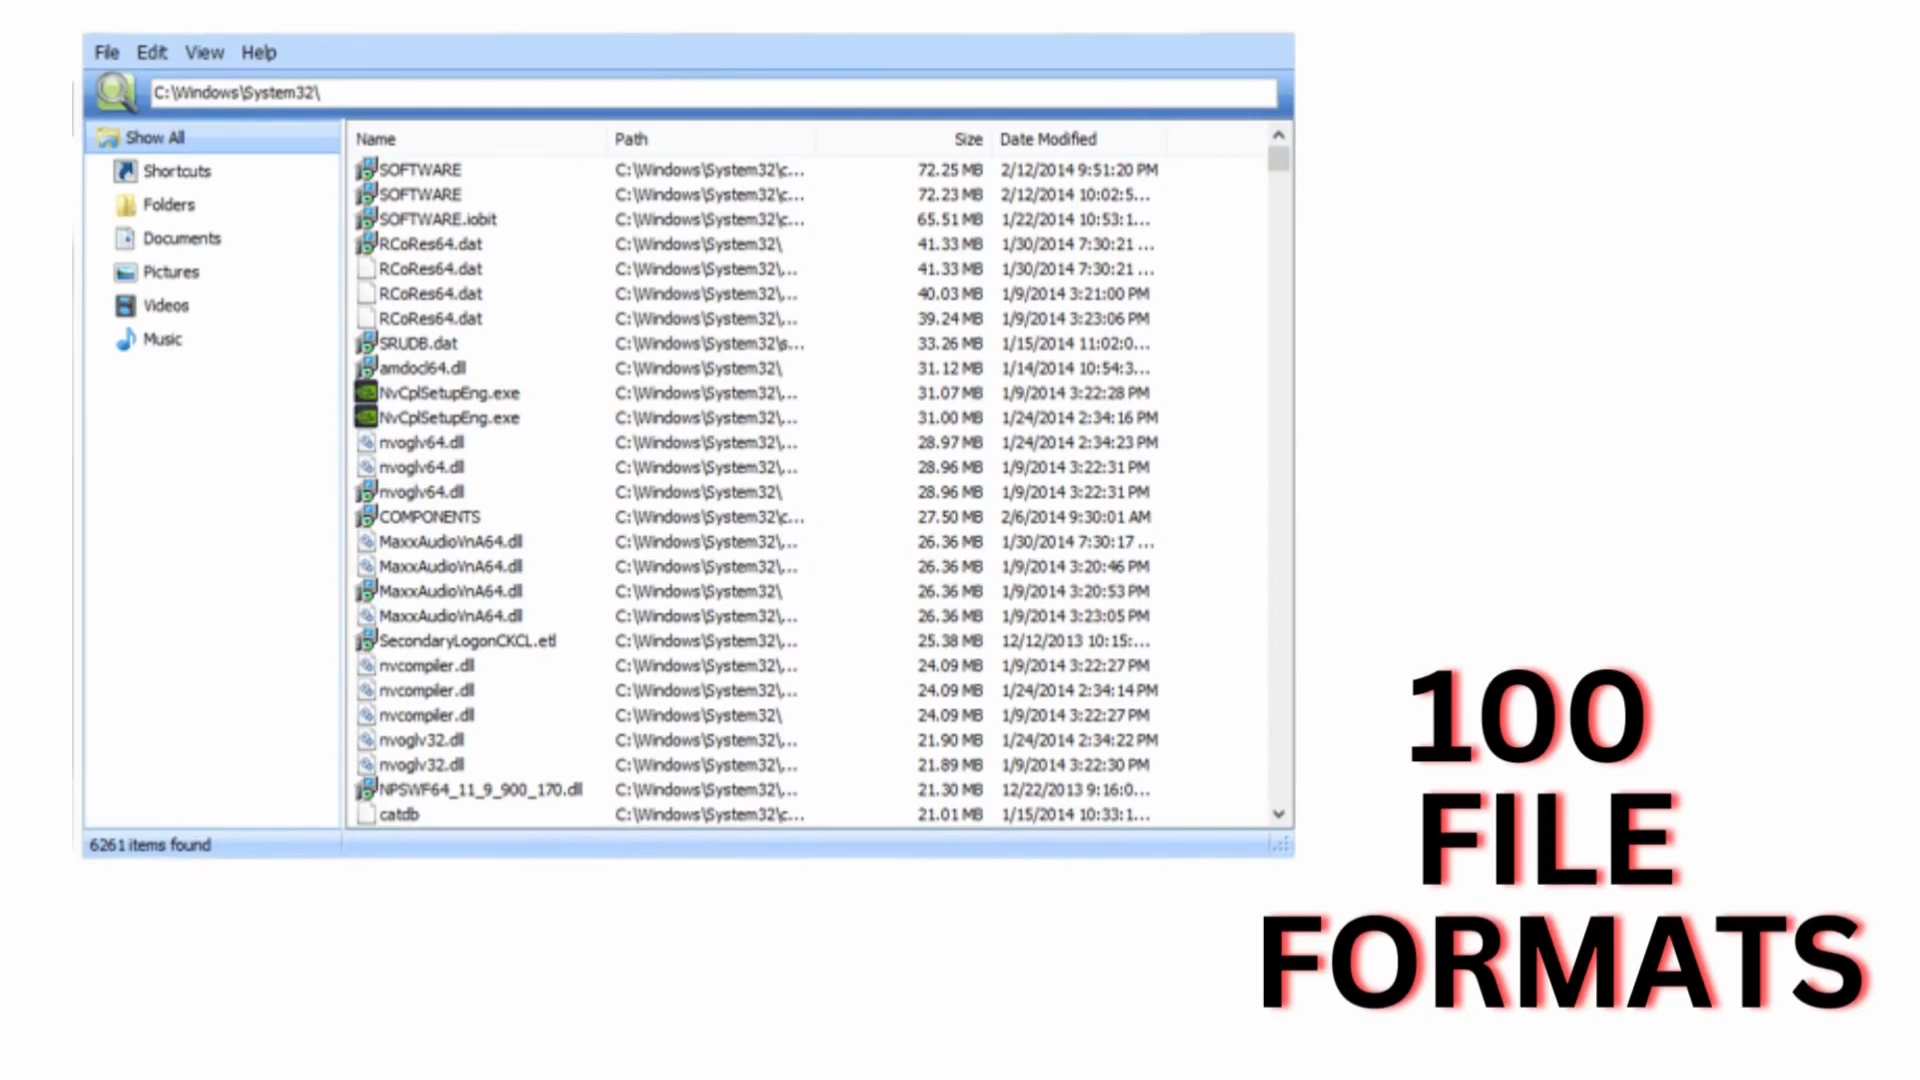 File Edit View Help
C:\Windows\System32\
Show All
Shortcuts
Folders
Documents
Pictures
Videos
Music
Name Path Size Date Modified
SOFTWARE C:\Windows\System32\c... 72.25 MB 2/12/2014 9:51:20 PM
SOFTWARE C:\Windows\System32\c... 72.23 MB 2/12/2014 10:02:5...
SOFTWARE.iobit C:\Windows\System32\c... 65.51 MB 1/22/2014 10:53:1...
RCoRes64.dat C:\Windows\System32\ 41.33 MB 1/30/2014 7:30:21 ...
RCoRes64.dat C:\Windows\System32\... 41.33 MB 1/30/2014 7:30:21 ...
RCoRes64.dat C:\Windows\System32\... 40.03 MB 1/9/2014 3:21:00 PM
RCoRes64.dat C:\Windows\System32\... 39.24 MB 1/9/2014 3:23:06 PM
SRUDB.dat C:\Windows\System32\s... 33.26 MB 1/15/2014 11:02:0...
amdocl64.dll C:\Windows\System32\ 31.12 MB 1/14/2014 10:54:3...
NvCplSetupEng.exe C:\Windows\System32\... 31.07 MB 1/9/2014 3:22:28 PM
NvCplSetupEng.exe C:\Windows\System32\... 31.00 MB 1/24/2014 2:34:16 PM
nvoglv64.dll C:\Windows\System32\... 28.97 MB 1/24/2014 2:34:23 PM
nvoglv64.dll C:\Windows\System32\... 28.96 MB 1/9/2014 3:22:31 PM
nvoglv64.dll C:\Windows\System32\ 28.96 MB 1/9/2014 3:22:31 PM
COMPONENTS C:\Windows\System32\c... 27.50 MB 2/6/2014 9:30:01 AM
MaxxAudioVnA64.dll C:\Windows\System32\... 26.36 MB 1/30/2014 7:30:17 ...
MaxxAudioVnA64.dll C:\Windows\System32\... 26.36 MB 1/9/2014 3:20:46 PM
MaxxAudioVnA64.dll C:\Windows\System32\ 26.36 MB 1/9/2014 3:20:53 PM
MaxxAudioVnA64.dll C:\Windows\System32\... 26.36 MB 1/9/2014 3:23:05 PM
SecondaryLogonCKCL.etl C:\Windows\System32\... 25.38 MB 12/12/2013 10:15:...
nvcompiler.dll C:\Windows\System32\... 24.09 MB 1/9/2014 3:22:27 PM
nvcompiler.dll C:\Windows\System32\... 24.09 MB 1/24/2014 2:34:14 PM
nvcompiler.dll C:\Windows\System32\ 24.09 MB 1/9/2014 3:22:27 PM
nvoglv32.dll C:\Windows\System32\... 21.90 MB 1/24/2014 2:34:22 PM
nvoglv32.dll C:\Windows\System32\... 21.89 MB 1/9/2014 3:22:30 PM
NPSWF64_11_9_900_170.dll C:\Windows\System32\... 21.30 MB 12/22/2013 9:16:0...
catdb C:\Windows\System32\c... 21.01 MB 1/15/2014 10:33:1...
6261 items found
100
FILE
FORMATS